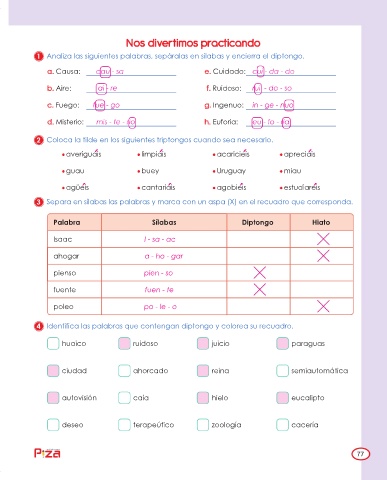 Nos divertimos practicando
1 Analiza las siguientes palabras, sepáralas en sílabas y encierra el diptongo.
a. Causa: cau - sa e. Cuidado: cui - da - do
b. Aire: ai - re f. Ruidoso: rui - do - so
c. Fuego: fue - go g. Ingenuo: in - ge - nuo
d. Misterio: mis - te - rio h. Euforia: eu - fo - ria
2 Coloca la tilde en los siguientes triptongos cuando sea necesario.
• averiguáis • limpiáis • acariciéis • apreciáis
• guau • buey • Uruguay • miau
• agüéis • cantaríais • agobiéis • estudiaréis
3 Separa en sílabas las palabras y marca con un aspa (X) en el recuadro que corresponda.
Palabra Sílabas Diptongo Hiato
Isaac I - sa - ac X
ahogar a - ho - gar X
pienso pien - so X
fuente fuen - te X
poleo po - le - o X
4 Identifica las palabras que contengan diptongo y colorea su recuadro.
huaico ruidoso juicio paraguas
ciudad ahorcado reina semiautomática
autovisión caía hielo eucalipto
deseo terapeútico zoología cacería
Pizza 77